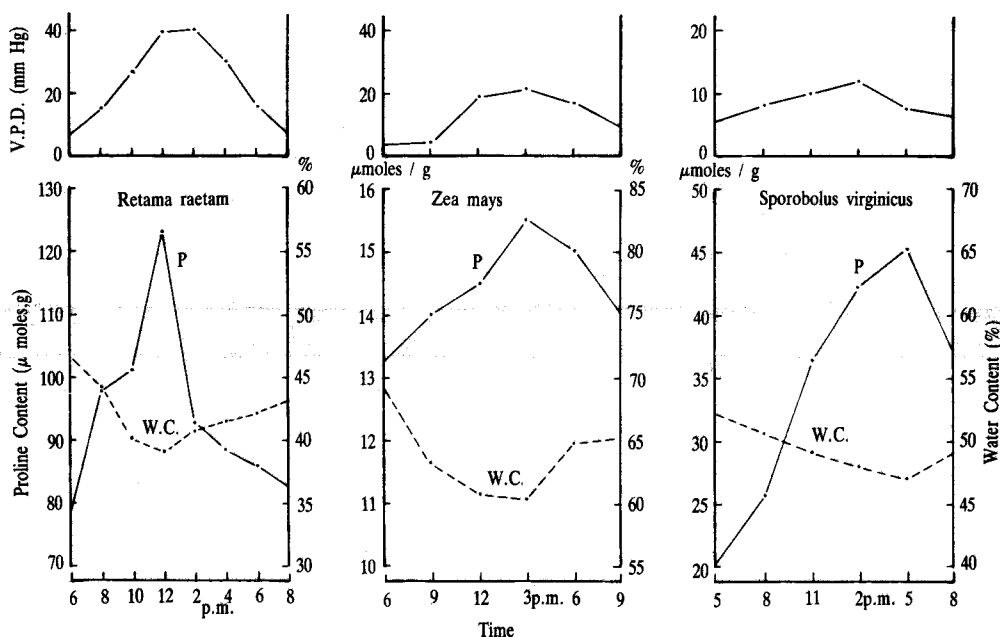 V.P.D. (mm Hg)
40
20
0
40
20
0
20
10
0
% μmoles / g % μmoles / g
Retama raetam
Zea mays
Sporobolus virginicus
Proline Content (μ moles,g)
130
120
110
100
90
80
70
P
W.C.
60
55
50
45
40
35
30
16
15
14
13
12
11
10
P
W.C.
85
80
75
70
65
60
54
50
45
40
35
30
25
20
P
W.C.
70
65
60
55
50
45
40
Water Content (%)
6 8 10 12 2 4 6 8
p.m.
6 9 12 3p.m. 6 9
5 8 11 2p.m. 5 8
Time